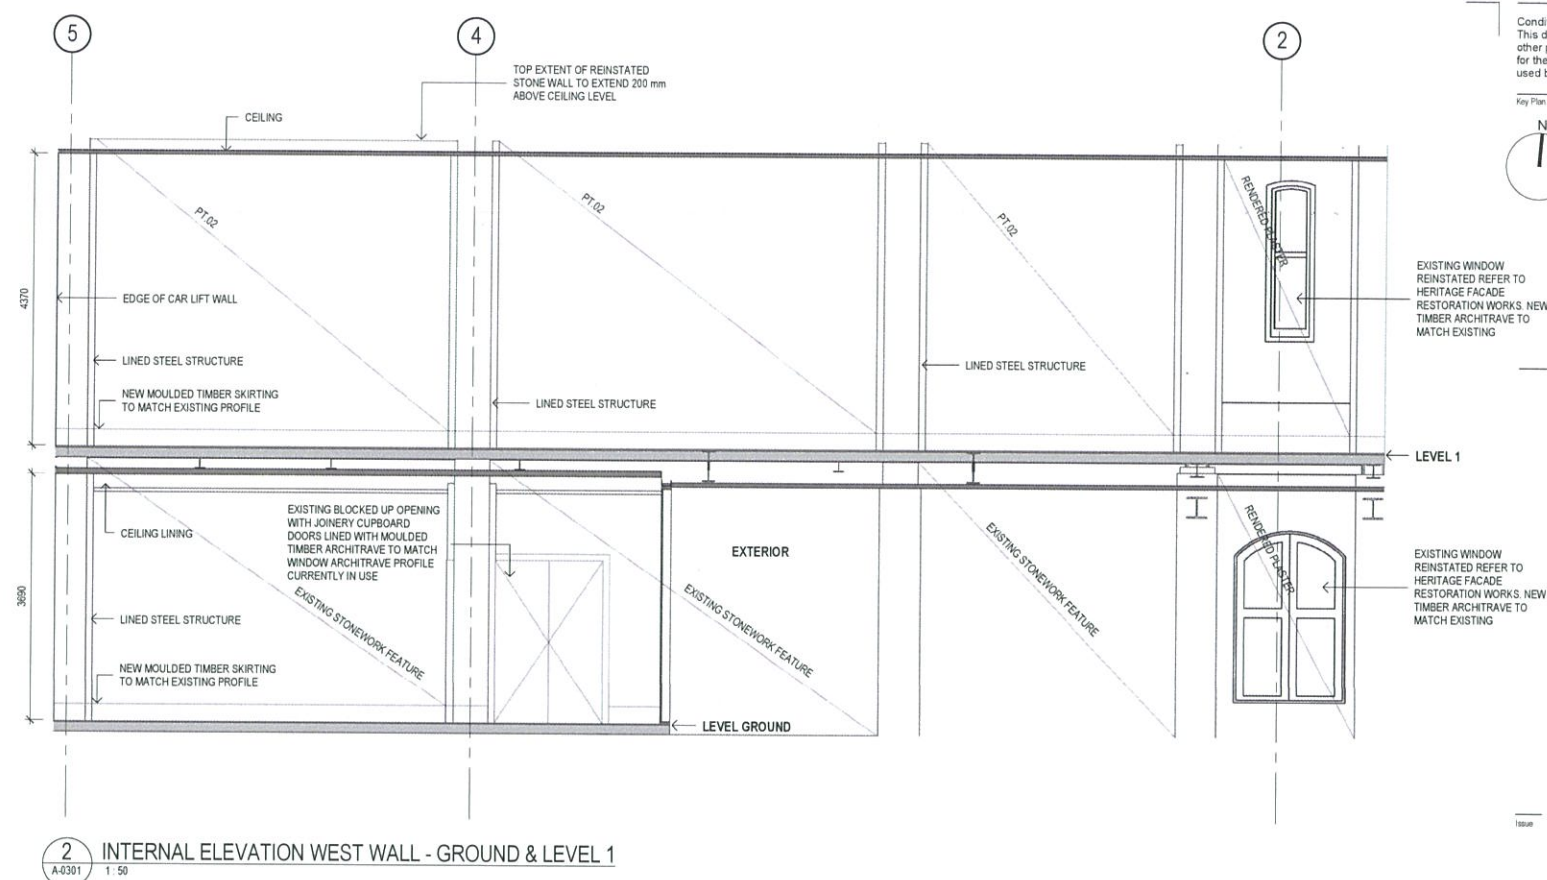 5
4
2
Condi
This d
other
for the
used b
Key Plan
N
TOP EXTENT OF REINSTATED
STONE WALL TO EXTEND 200 mm
ABOVE CEILING LEVEL
CEILING
PT.02
PT.02
PT.02
RENDERED PLASTER
4370
EDGE OF CAR LIFT WALL
LINED STEEL STRUCTURE
NEW MOULDED TIMBER SKIRTING
TO MATCH EXISTING PROFILE
LINED STEEL STRUCTURE
LINED STEEL STRUCTURE
EXISTING WINDOW
REINSTATED REFER TO
HERITAGE FACADE
RESTORATION WORKS. NEW
TIMBER ARCHITRAVE TO
MATCH EXISTING
LEVEL 1
CEILING LINING
EXISTING BLOCKED UP OPENING
WITH JOINERY CUPBOARD
DOORS LINED WITH MOULDED
TIMBER ARCHITRAVE TO MATCH
WINDOW ARCHITRAVE PROFILE
CURRENTLY IN USE
EXTERIOR
EXISTING STONEWORK FEATURE
EXISTING STONEWORK FEATURE
EXISTING STONEWORK FEATURE
RENDERED PLASTER
EXISTING WINDOW
REINSTATED REFER TO
HERITAGE FACADE
RESTORATION WORKS. NEW
TIMBER ARCHITRAVE TO
MATCH EXISTING
3690
LINED STEEL STRUCTURE
NEW MOULDED TIMBER SKIRTING
TO MATCH EXISTING PROFILE
LEVEL GROUND
Issue
2
A-0301
INTERNAL ELEVATION WEST WALL - GROUND & LEVEL 1
1 : 50